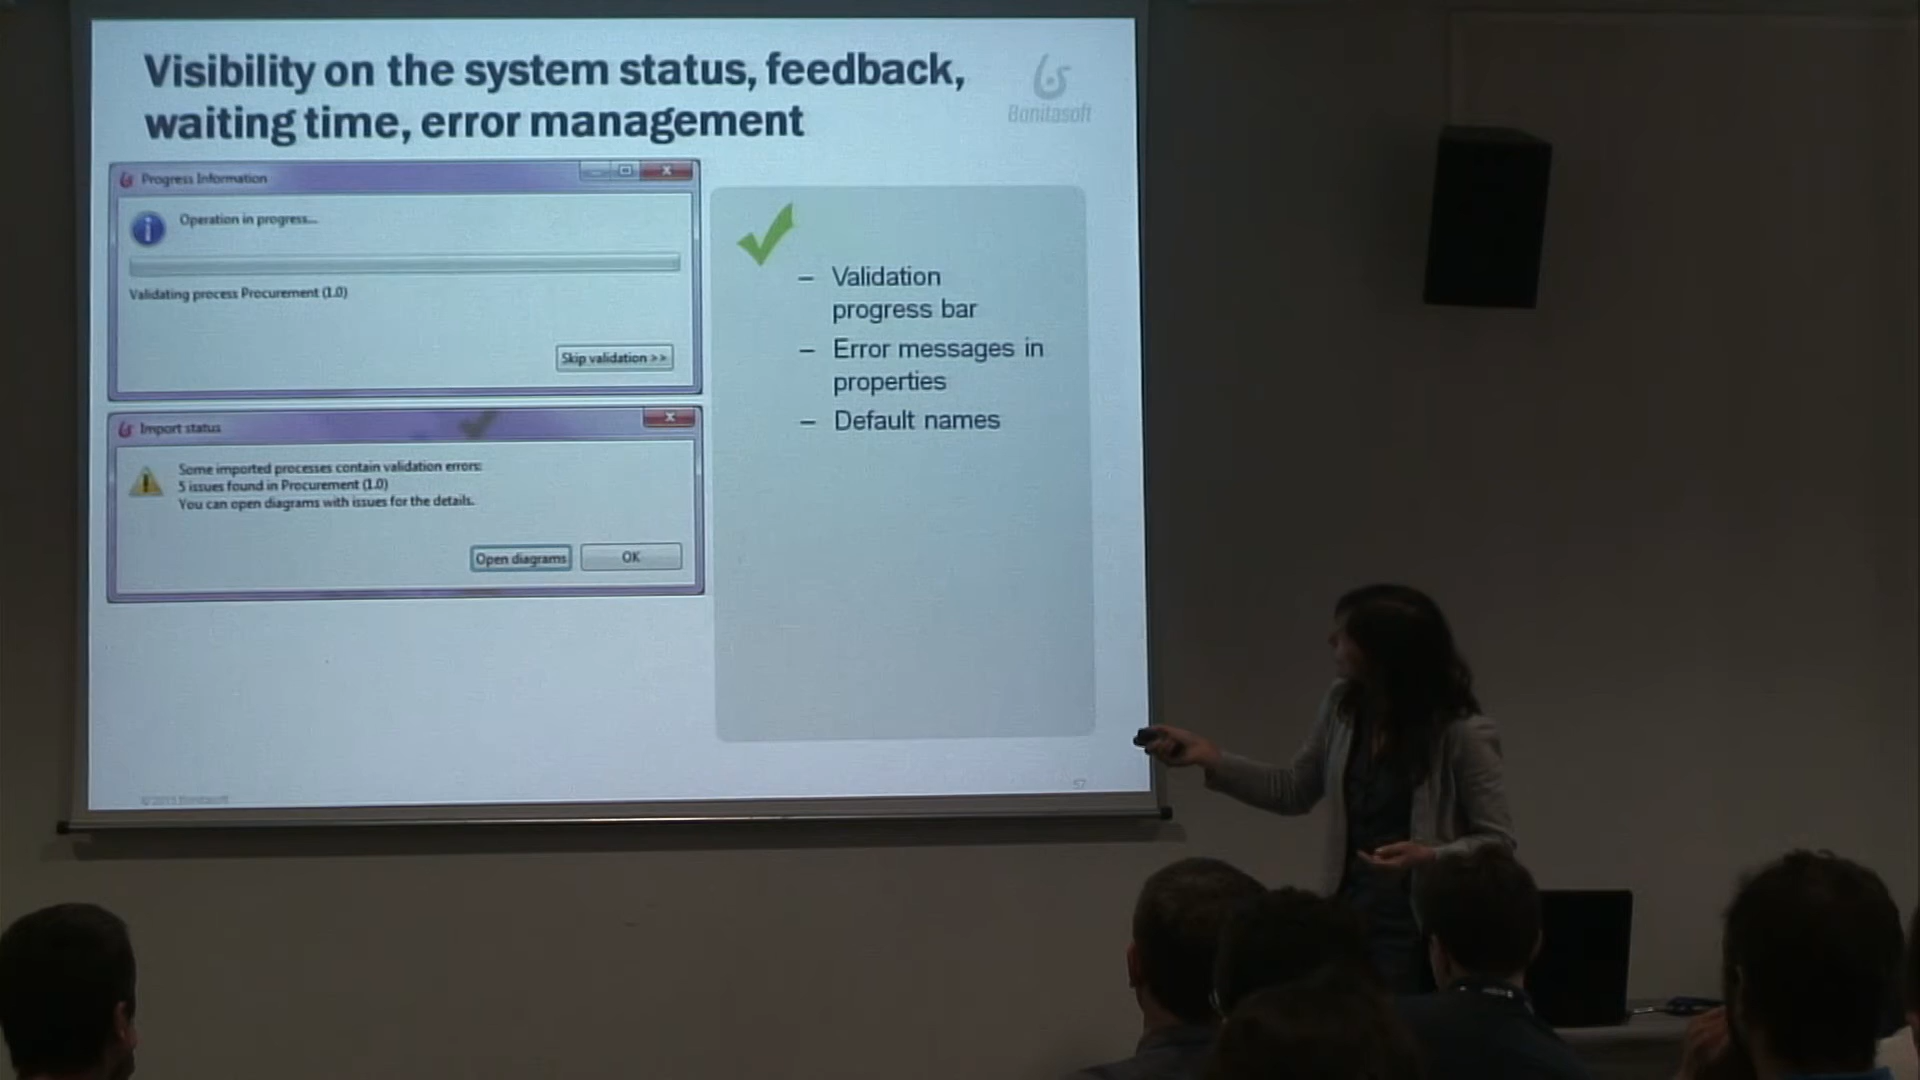 Visibility on the system status, feedback,
waiting time, error management
Bonitasoft
Progress Information
Operation in progress...
Validating process Procurement (1.0)
Skip validation >>
Import status
Some imported processes contain validation errors:
5 issues found in Procurement (1.0)
You can open diagrams with issues for the details.
Open diagrams
OK
– Validation
progress bar
– Error messages in
properties
– Default names